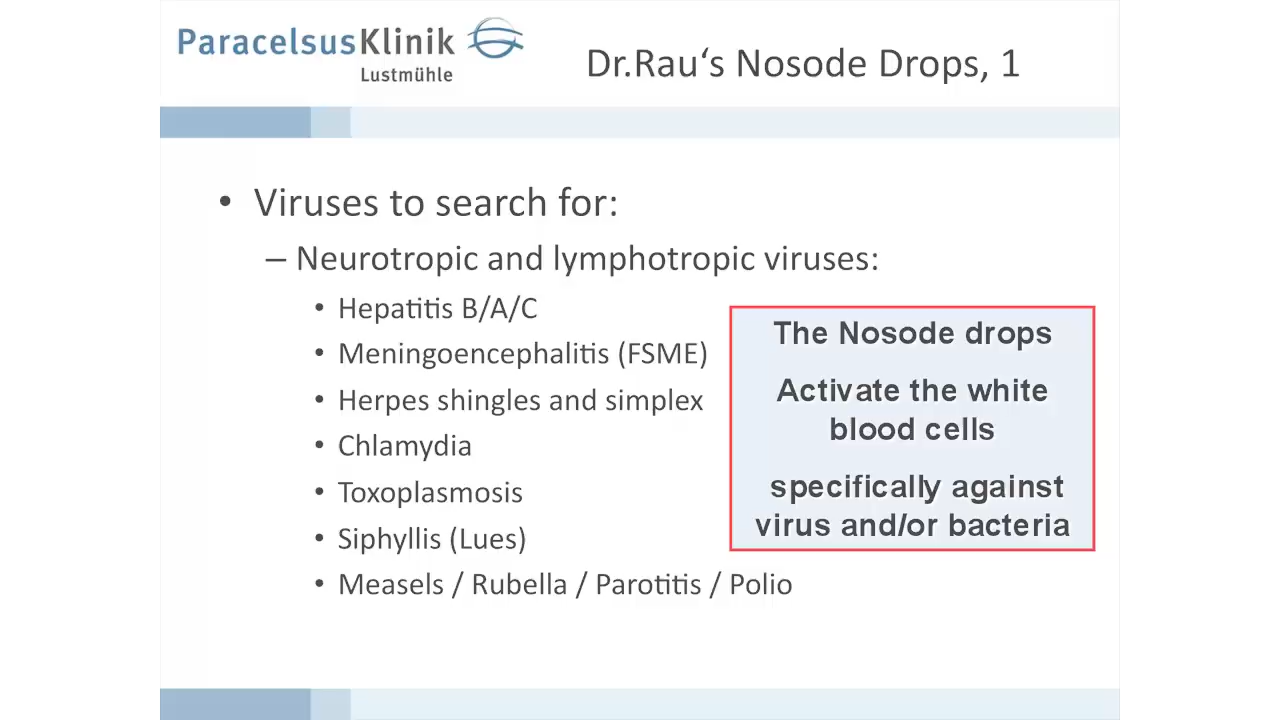 ParacelsusKlinik
Lustmühle
Dr.Rau‘s Nosode Drops, 1
• Viruses to search for:
– Neurotropic and lymphotropic viruses:
• Hepatitis B/A/C
• Meningoencephalitis (FSME)
• Herpes shingles and simplex
• Chlamydia
• Toxoplasmosis
• Siphyllis (Lues)
• Measels / Rubella / Parotitis / Polio
The Nosode drops
Activate the white
blood cells
specifically against
virus and/or bacteria